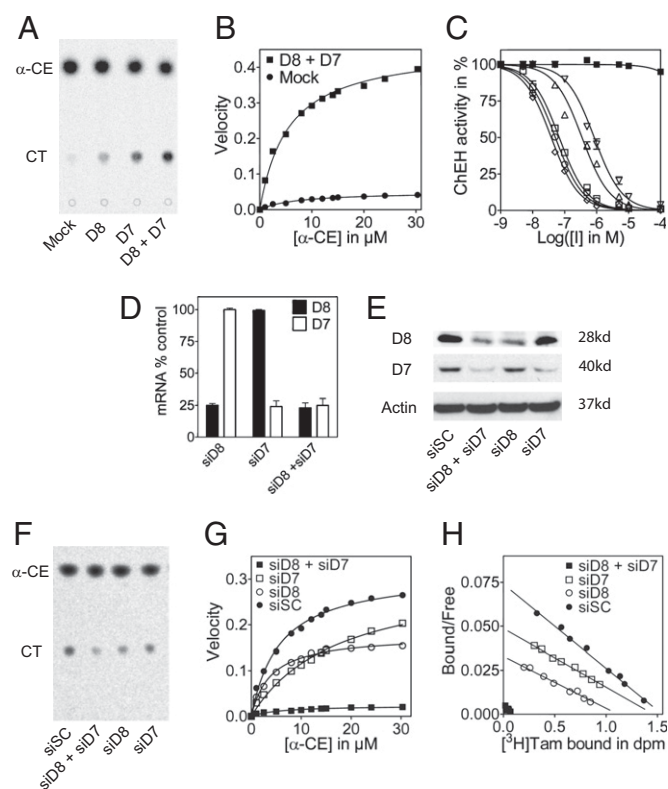 A
α-CE
CT
Mock
D8
D7
D8 + D7
B
D8 + D7
Mock
Velocity
0.4
0.3
0.2
0.1
0.0
0 10 20 30
[α-CE] in µM
C
ChEH activity in %
100
75
50
25
0
-9 -8 -7 -6 -5 -4
Log([I] in M)
D
D8
D7
mRNA % control
100
75
50
25
0
siD8
siD7
siD8 +siD7
E
D8 28kd
D7 40kd
Actin 37kd
siSC
siD8 + siD7
siD8
siD7
F
α-CE
CT
siSC
siD8 + siD7
siD8
siD7
G
siD8 + siD7
siD7
siD8
siSC
Velocity
0.3
0.2
0.1
0.0
0 10 20 30
[α-CE] in µM
H
siD8 + siD7
siD7
siD8
siSC
Bound/Free
0.075
0.050
0.025
0.000
0.0 0.5 1.0 1.5
[³H]Tam bound in dpm